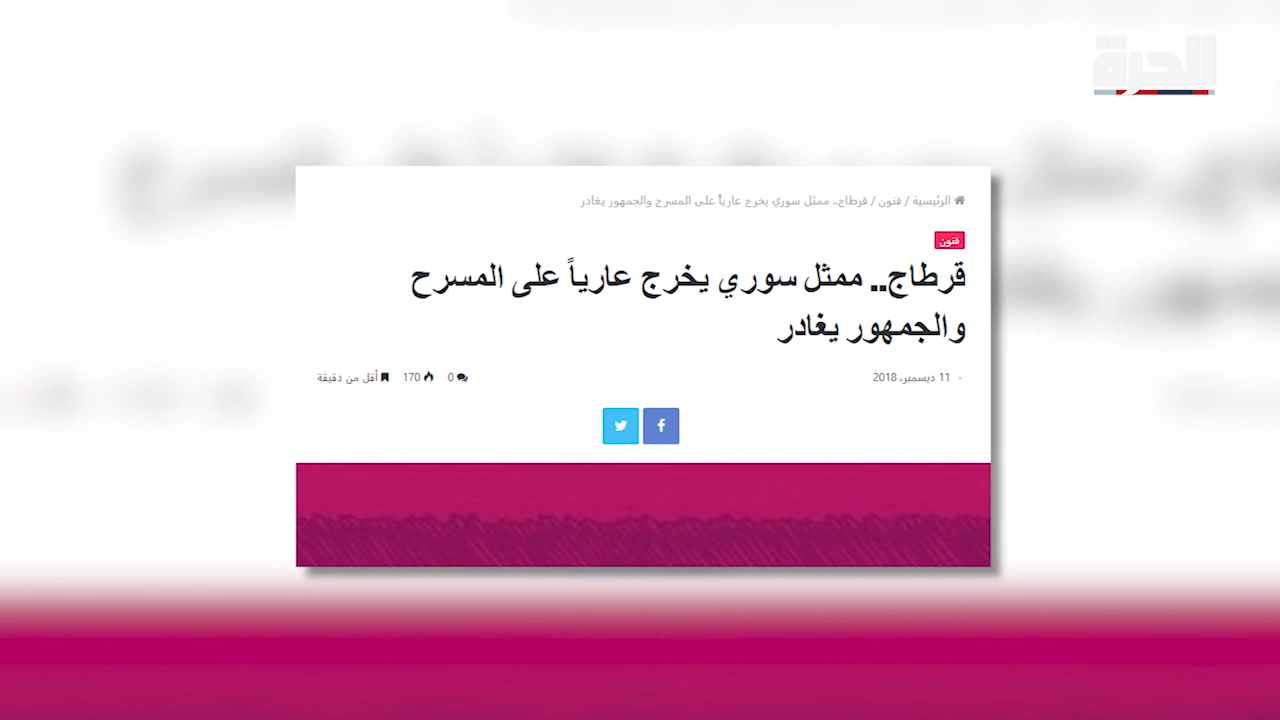 الحرة
الرئيسية / فنون / قرطاج.. ممثل سوري يخرج عارياً على المسرح والجمهور يغادر
فنون
قرطاج.. ممثل سوري يخرج عارياً على المسرح
والجمهور يغادر
11 ديسمبر، 2018 0 170 أقل من دقيقة